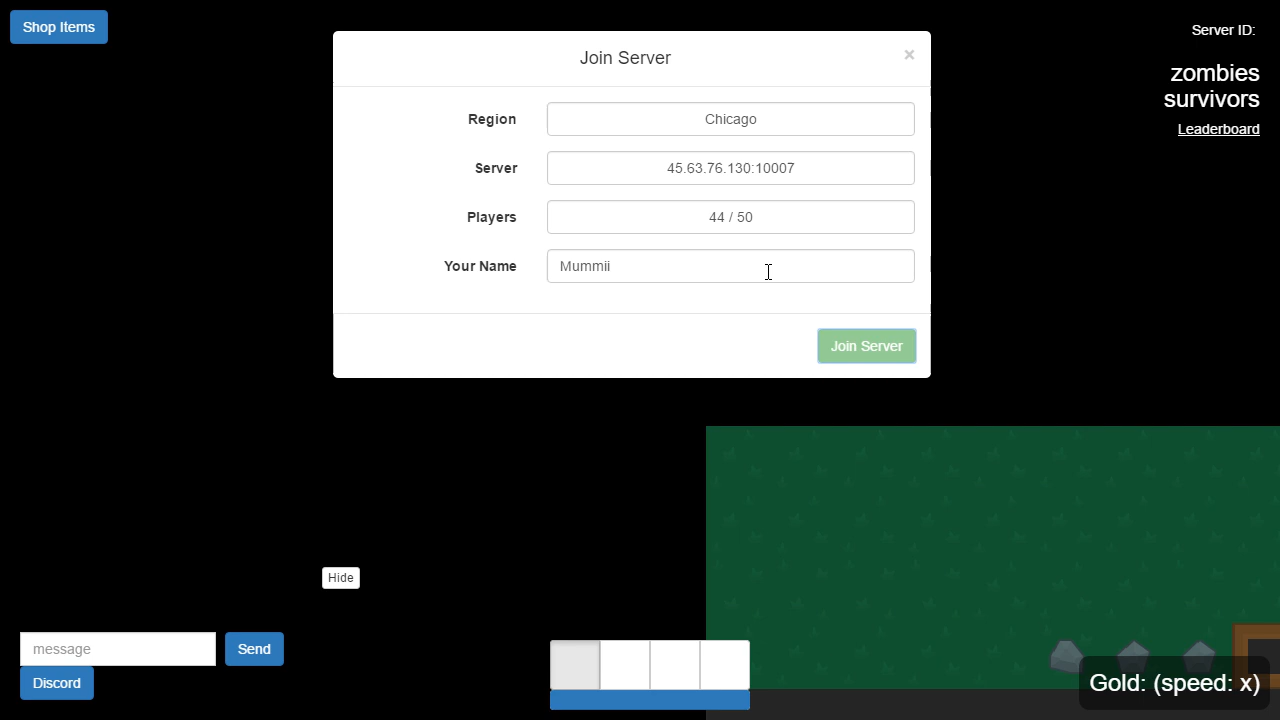 Shop Items
Join Server
×
Server ID:
zombies
survivors
Leaderboard
Region
Chicago
Server
45.63.76.130:10007
Players
44 / 50
Your Name
Mummii
Join Server
Hide
message
Send
Discord
Gold: (speed: x)